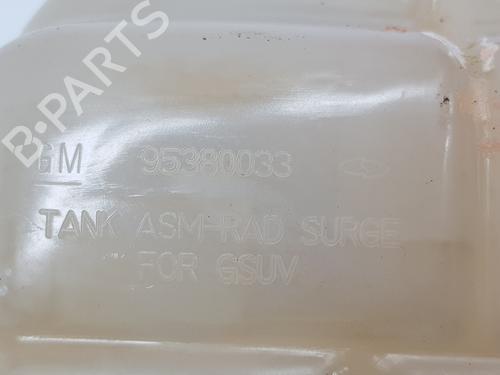 B-PARTS
GM 95380033
TANK ASM-RAD SURGE
FOR GSUV